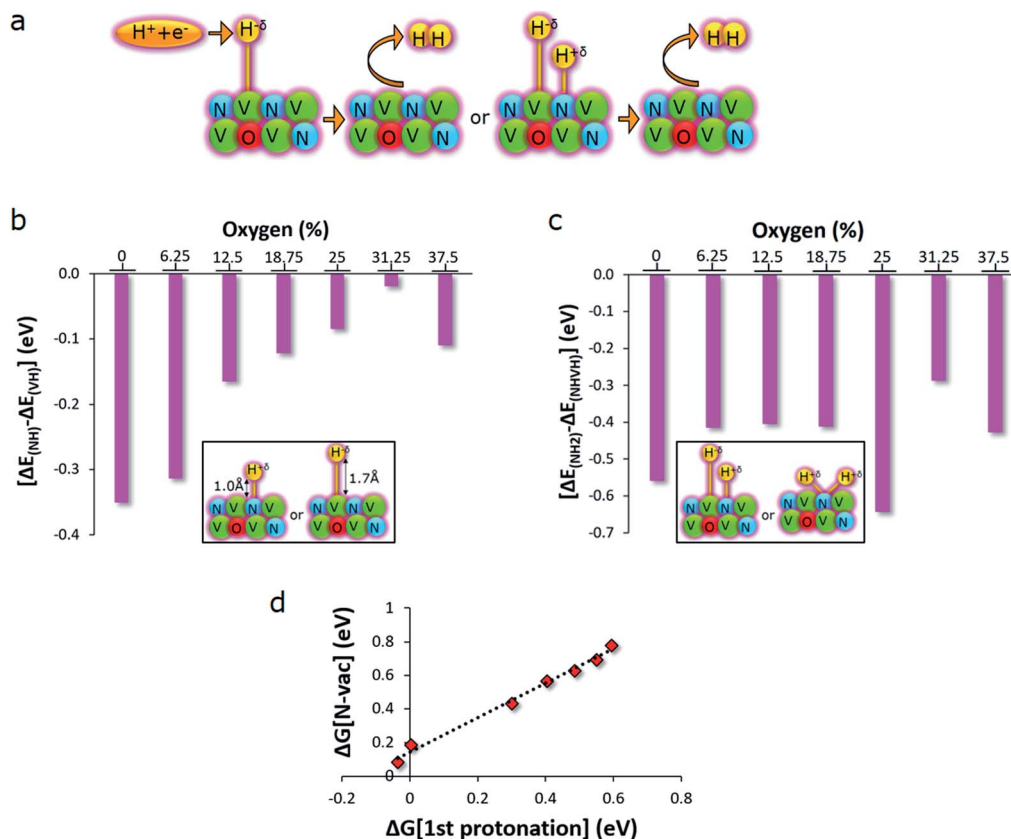 a
H⁺+e⁻
H⁻ᵟ
H H
H⁻ᵟ
H⁺ᵟ
H H
N V N V
V O V N
N V N V
V O V N
or
N V N V
V O V N
N V N V
V O V N
b
Oxygen (%)
0 6.25 12.5 18.75 25 31.25 37.5
0.0
-0.1
-0.2
-0.3
-0.4
[ΔE(NH)-ΔE(VH)] (eV)
H⁺ᵟ
1.0Å
N V N V
V O V N
or
H⁻ᵟ
1.7Å
N V N V
V O V N
c
Oxygen (%)
0 6.25 12.5 18.75 25 31.25 37.5
0.0
-0.1
-0.2
-0.3
-0.4
-0.5
-0.6
-0.7
[ΔE(NH2)-ΔE(NHVH)] (eV)
H⁻ᵟ
H⁺ᵟ
N V N V
V O V N
or
H⁺ᵟ H⁺ᵟ
N V N V
V O V N
d
1
0.8
0.6
0.4
0.2
0
ΔG[N-vac] (eV)
-0.2 0 0.2 0.4 0.6 0.8
ΔG[1st protonation] (eV)